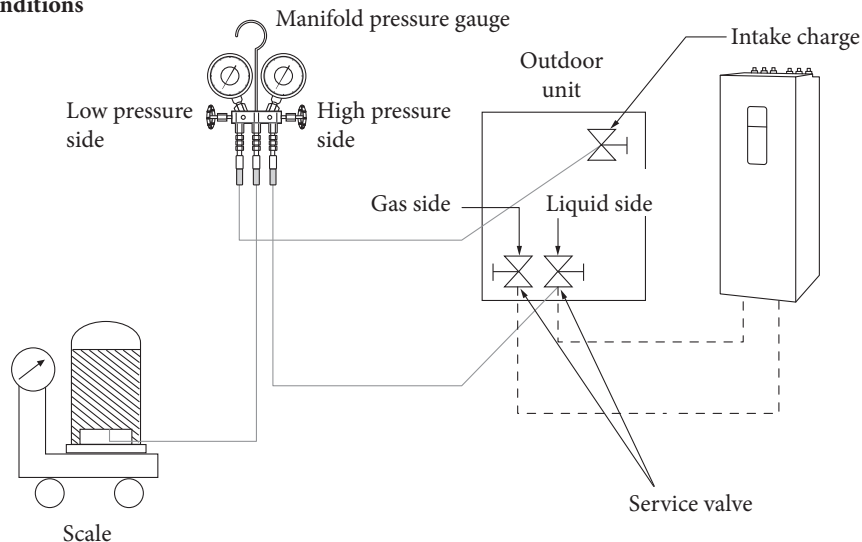 nditions
Manifold pressure gauge
Intake charge
Outdoor
unit
Low pressure
side
High pressure
side
Gas side
Liquid side
Service valve
Scale